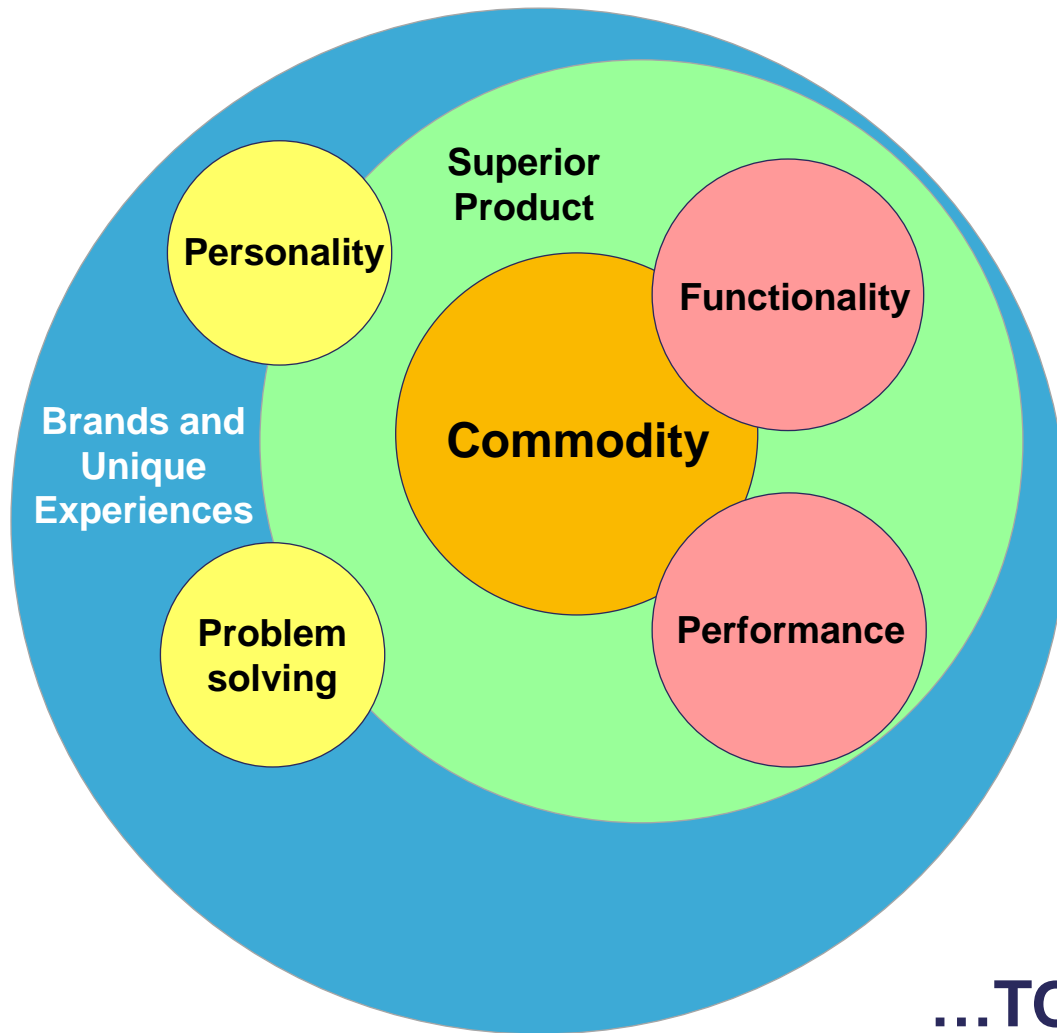 Superior
Product
Personality
Functionality
Brands and
Unique
Experiences
Commodity
Problem
solving
Performance